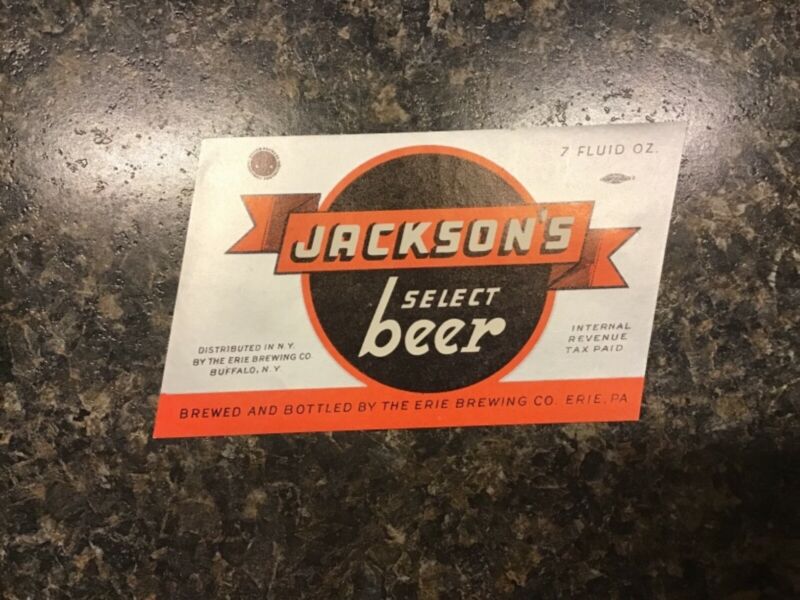 7 FLUID OZ.
JACKSON'S
SELECT
beer
DISTRIBUTED IN N.Y.
BY THE ERIE BREWING CO.
BUFFALO, N.Y.
INTERNAL
REVENUE
TAX PAID
BREWED AND BOTTLED BY THE ERIE BREWING CO. ERIE, PA